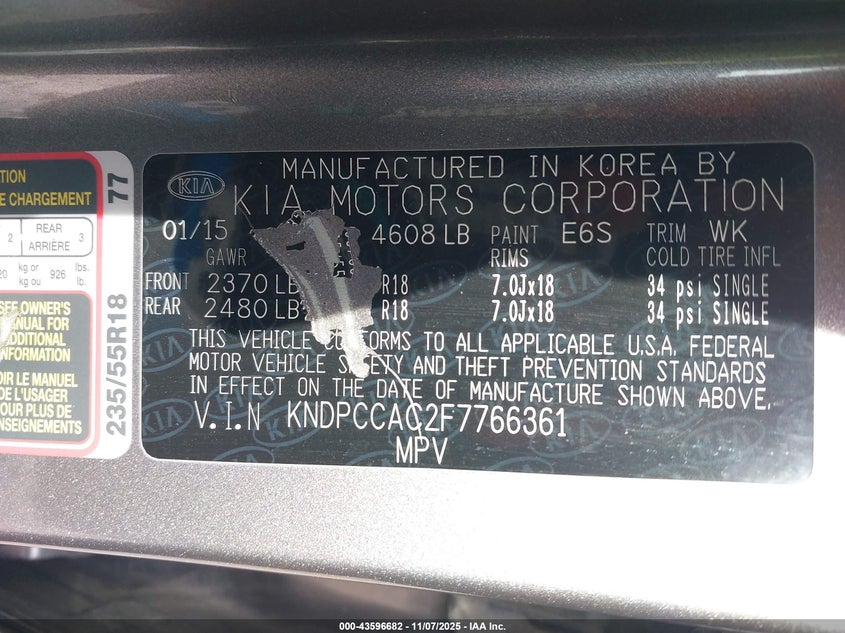 TION
E CHARGEMENT
77
2
REAR
ARRIÈRE
3
20
kg or
kg ou
926
lbs.
lb.
SEE OWNER'S
MANUAL FOR
ADDITIONAL
INFORMATION
OIR LE MANUEL
DE L'OUS
POUR PLUS DE
ENSEIGNEMENTS
235/55R18
KIA
MANUFACTURED IN KOREA BY
KIA MOTORS CORPORATION
01/15 4608 LB PAINT E6S TRIM WK
GAWR RIMS COLD TIRE INFL
FRONT 2370 LB R18 7.0Jx18 34 psi SINGLE
REAR 2480 LB R18 7.0Jx18 34 psi SINGLE
THIS VEHICLE CONFORMS TO ALL APPLICABLE U.S.A. FEDERAL
MOTOR VEHICLE SAFETY AND THEFT PREVENTION STANDARDS
IN EFFECT ON THE DATE OF MANUFACTURE SHOWN ABOVE.
V.I.N KNDPCCAC2F7766361
MPV
000-43596682 - 11/07/2025 - IAA Inc.